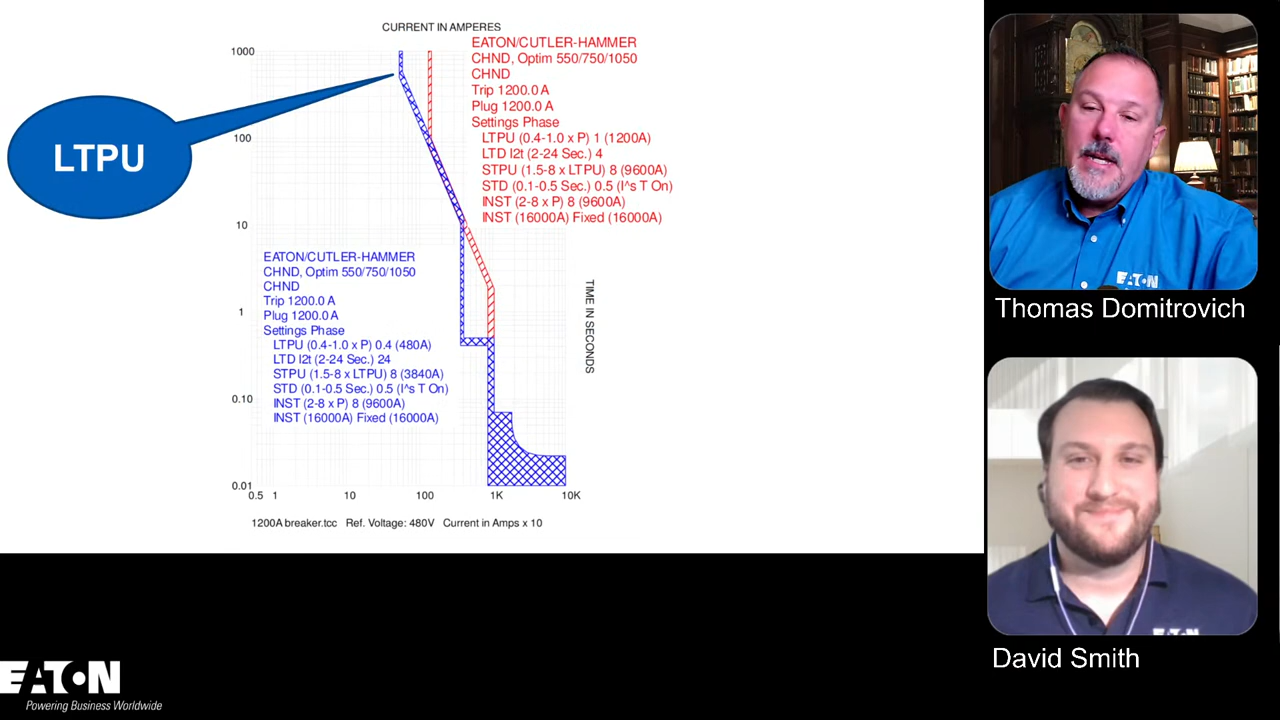 CURRENT IN AMPERES
1000
100
10
1
0.10
0.01
0.5 1 10 100 1K 10K
LTPU
EATON/CUTLER-HAMMER
CHND, Optim 550/750/1050
CHND
Trip 1200.0 A
Plug 1200.0 A
Settings Phase
LTPU (0.4-1.0 x P) 1 (1200A)
LTD I2t (2-24 Sec.) 4
STPU (1.5-8 x LTPU) 8 (9600A)
STD (0.1-0.5 Sec.) 0.5 (I^s T On)
INST (2-8 x P) 8 (9600A)
INST (16000A) Fixed (16000A)
EATON/CUTLER-HAMMER
CHND, Optim 550/750/1050
CHND
Trip 1200.0 A
Plug 1200.0 A
Settings Phase
LTPU (0.4-1.0 x P) 0.4 (480A)
LTD I2t (2-24 Sec.) 24
STPU (1.5-8 x LTPU) 8 (3840A)
STD (0.1-0.5 Sec.) 0.5 (I^s T On)
INST (2-8 x P) 8 (9600A)
INST (16000A) Fixed (16000A)
TIME IN SECONDS
1200A breaker.tcc Ref. Voltage: 480V Current in Amps x 10
EATON
Thomas Domitrovich
EATON
David Smith
EATON
Powering Business Worldwide